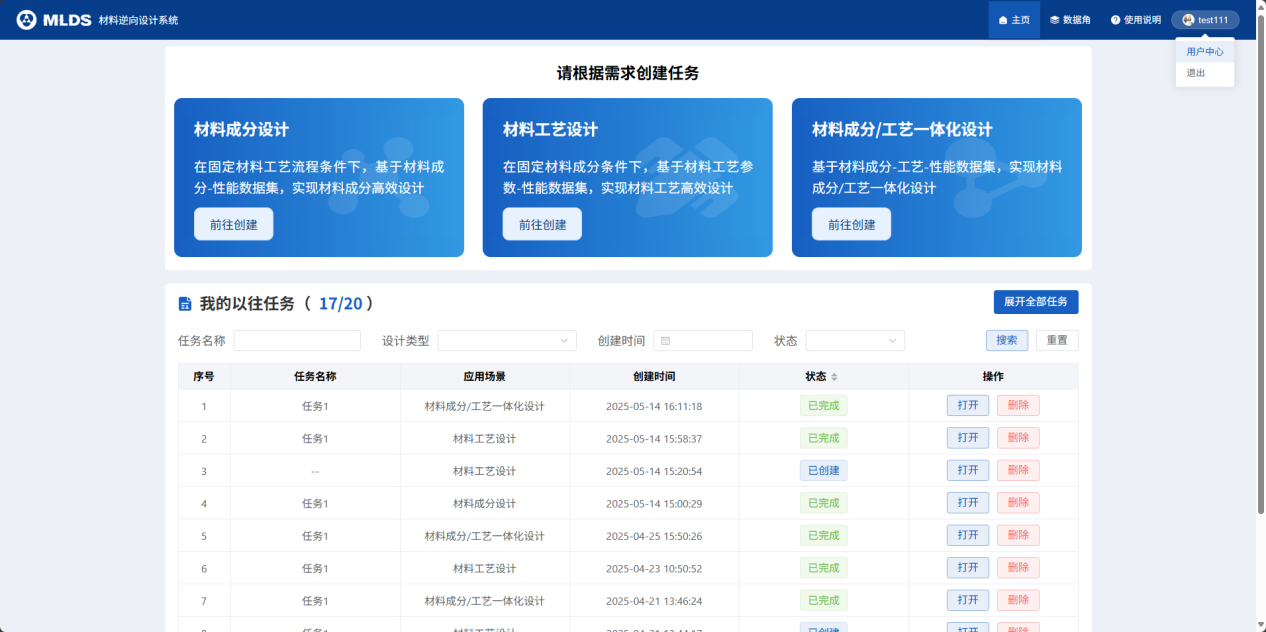 MLDS 材料逆向设计系统 主页 数据角 使用说明 test111
用户中心
退出
请根据需求创建任务
材料成分设计
在固定材料工艺流程条件下，基于材料成
分-性能数据集，实现材料成分高效设计
前往创建
材料工艺设计
在固定材料成分条件下，基于材料工艺参
数-性能数据集，实现材料工艺高效设计
前往创建
材料成分/工艺一体化设计
基于材料成分-工艺-性能数据集，实现材料
成分/工艺一体化设计
前往创建
我的以往任务（ 17/20 ） 展开全部任务
任务名称 设计类型 创建时间 状态 搜索 重置
序号 任务名称 应用场景 创建时间 状态 操作
1 任务1 材料成分/工艺一体化设计 2025-05-14 16:11:18 已完成 打开 删除
2 任务1 材料工艺设计 2025-05-14 15:58:37 已完成 打开 删除
3 -- 材料工艺设计 2025-05-14 15:20:54 已创建 打开 删除
4 任务1 材料成分设计 2025-05-14 15:00:29 已完成 打开 删除
5 任务1 材料成分/工艺一体化设计 2025-04-25 15:50:26 已完成 打开 删除
6 任务1 材料工艺设计 2025-04-23 10:50:52 已完成 打开 删除
7 任务1 材料成分/工艺一体化设计 2025-04-21 13:46:24 已完成 打开 删除
任务1 材料工艺设计 已创建 打开 删除